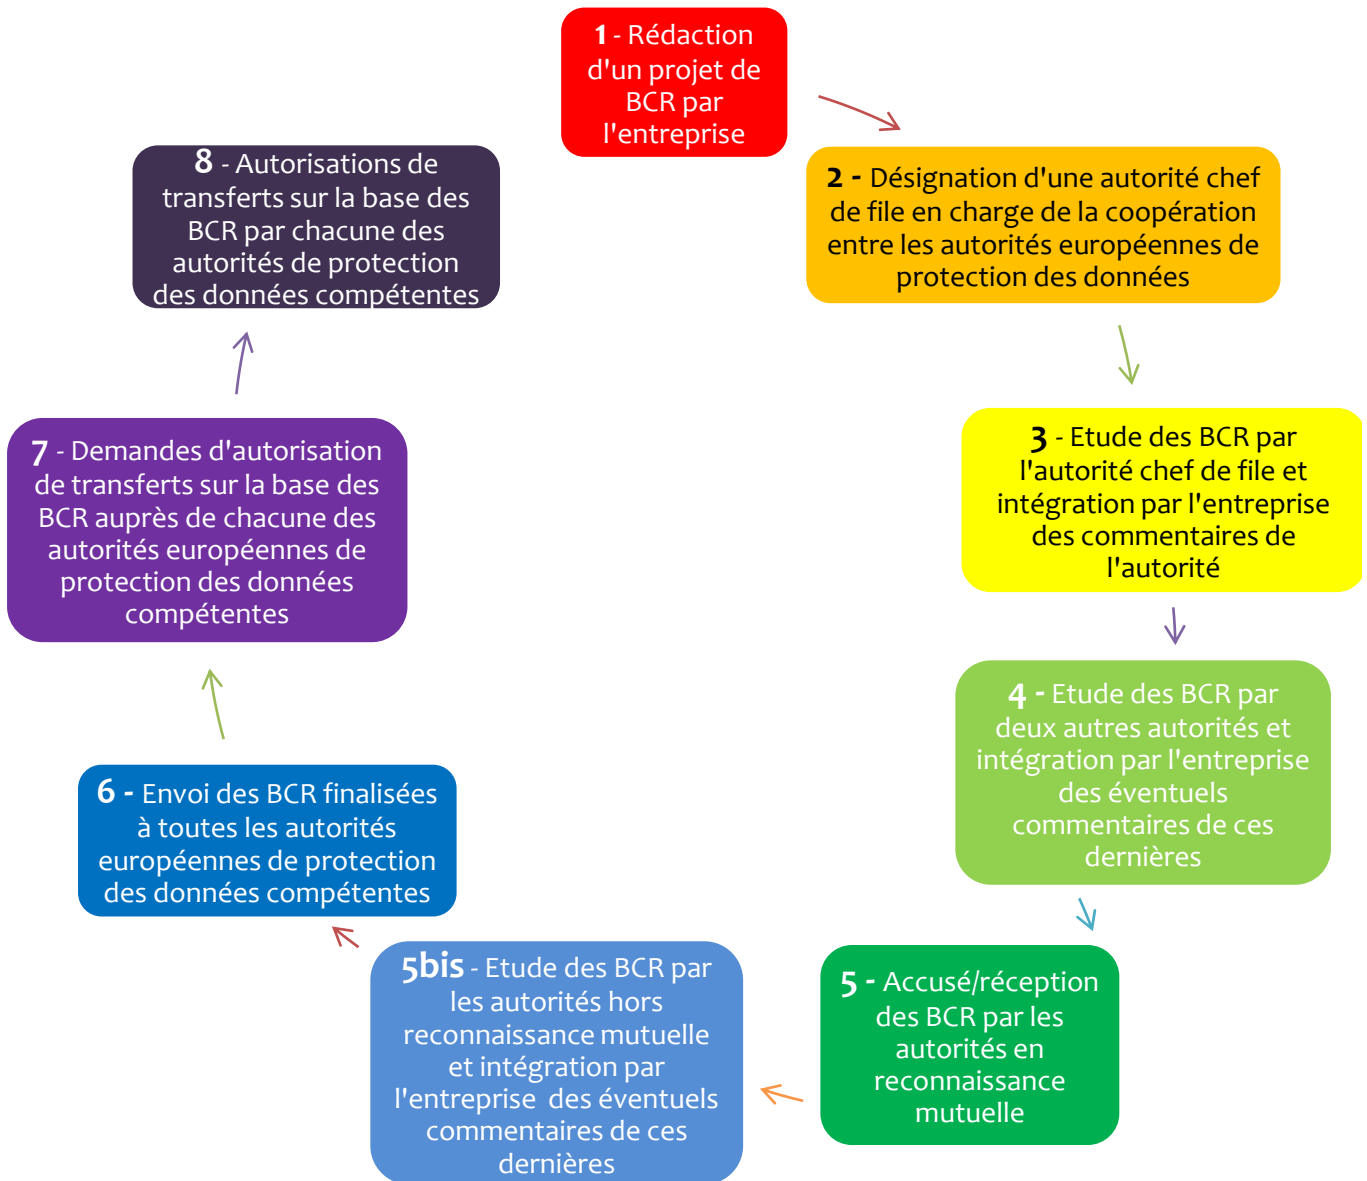 1 - Rédaction
d'un projet de
BCR par
l'entreprise
2 - Désignation d'une autorité chef
de file en charge de la coopération
entre les autorités européennes de
protection des données
3 - Etude des BCR par
l'autorité chef de file et
intégration par l'entreprise
des commentaires de
l'autorité
4 - Etude des BCR par
deux autres autorités et
intégration par l'entreprise
des éventuels
commentaires de ces
dernières
5 - Accusé/réception
des BCR par les
autorités en
reconnaissance
mutuelle
5bis - Etude des BCR par
les autorités hors
reconnaissance mutuelle
et intégration par
l'entreprise des éventuels
commentaires de ces
dernières
6 - Envoi des BCR finalisées
à toutes les autorités
européennes de protection
des données compétentes
7 - Demandes d'autorisation
de transferts sur la base des
BCR auprès de chacune des
autorités européennes de
protection des données
compétentes
8 - Autorisations de
transferts sur la base des
BCR par chacune des
autorités de protection
des données compétentes